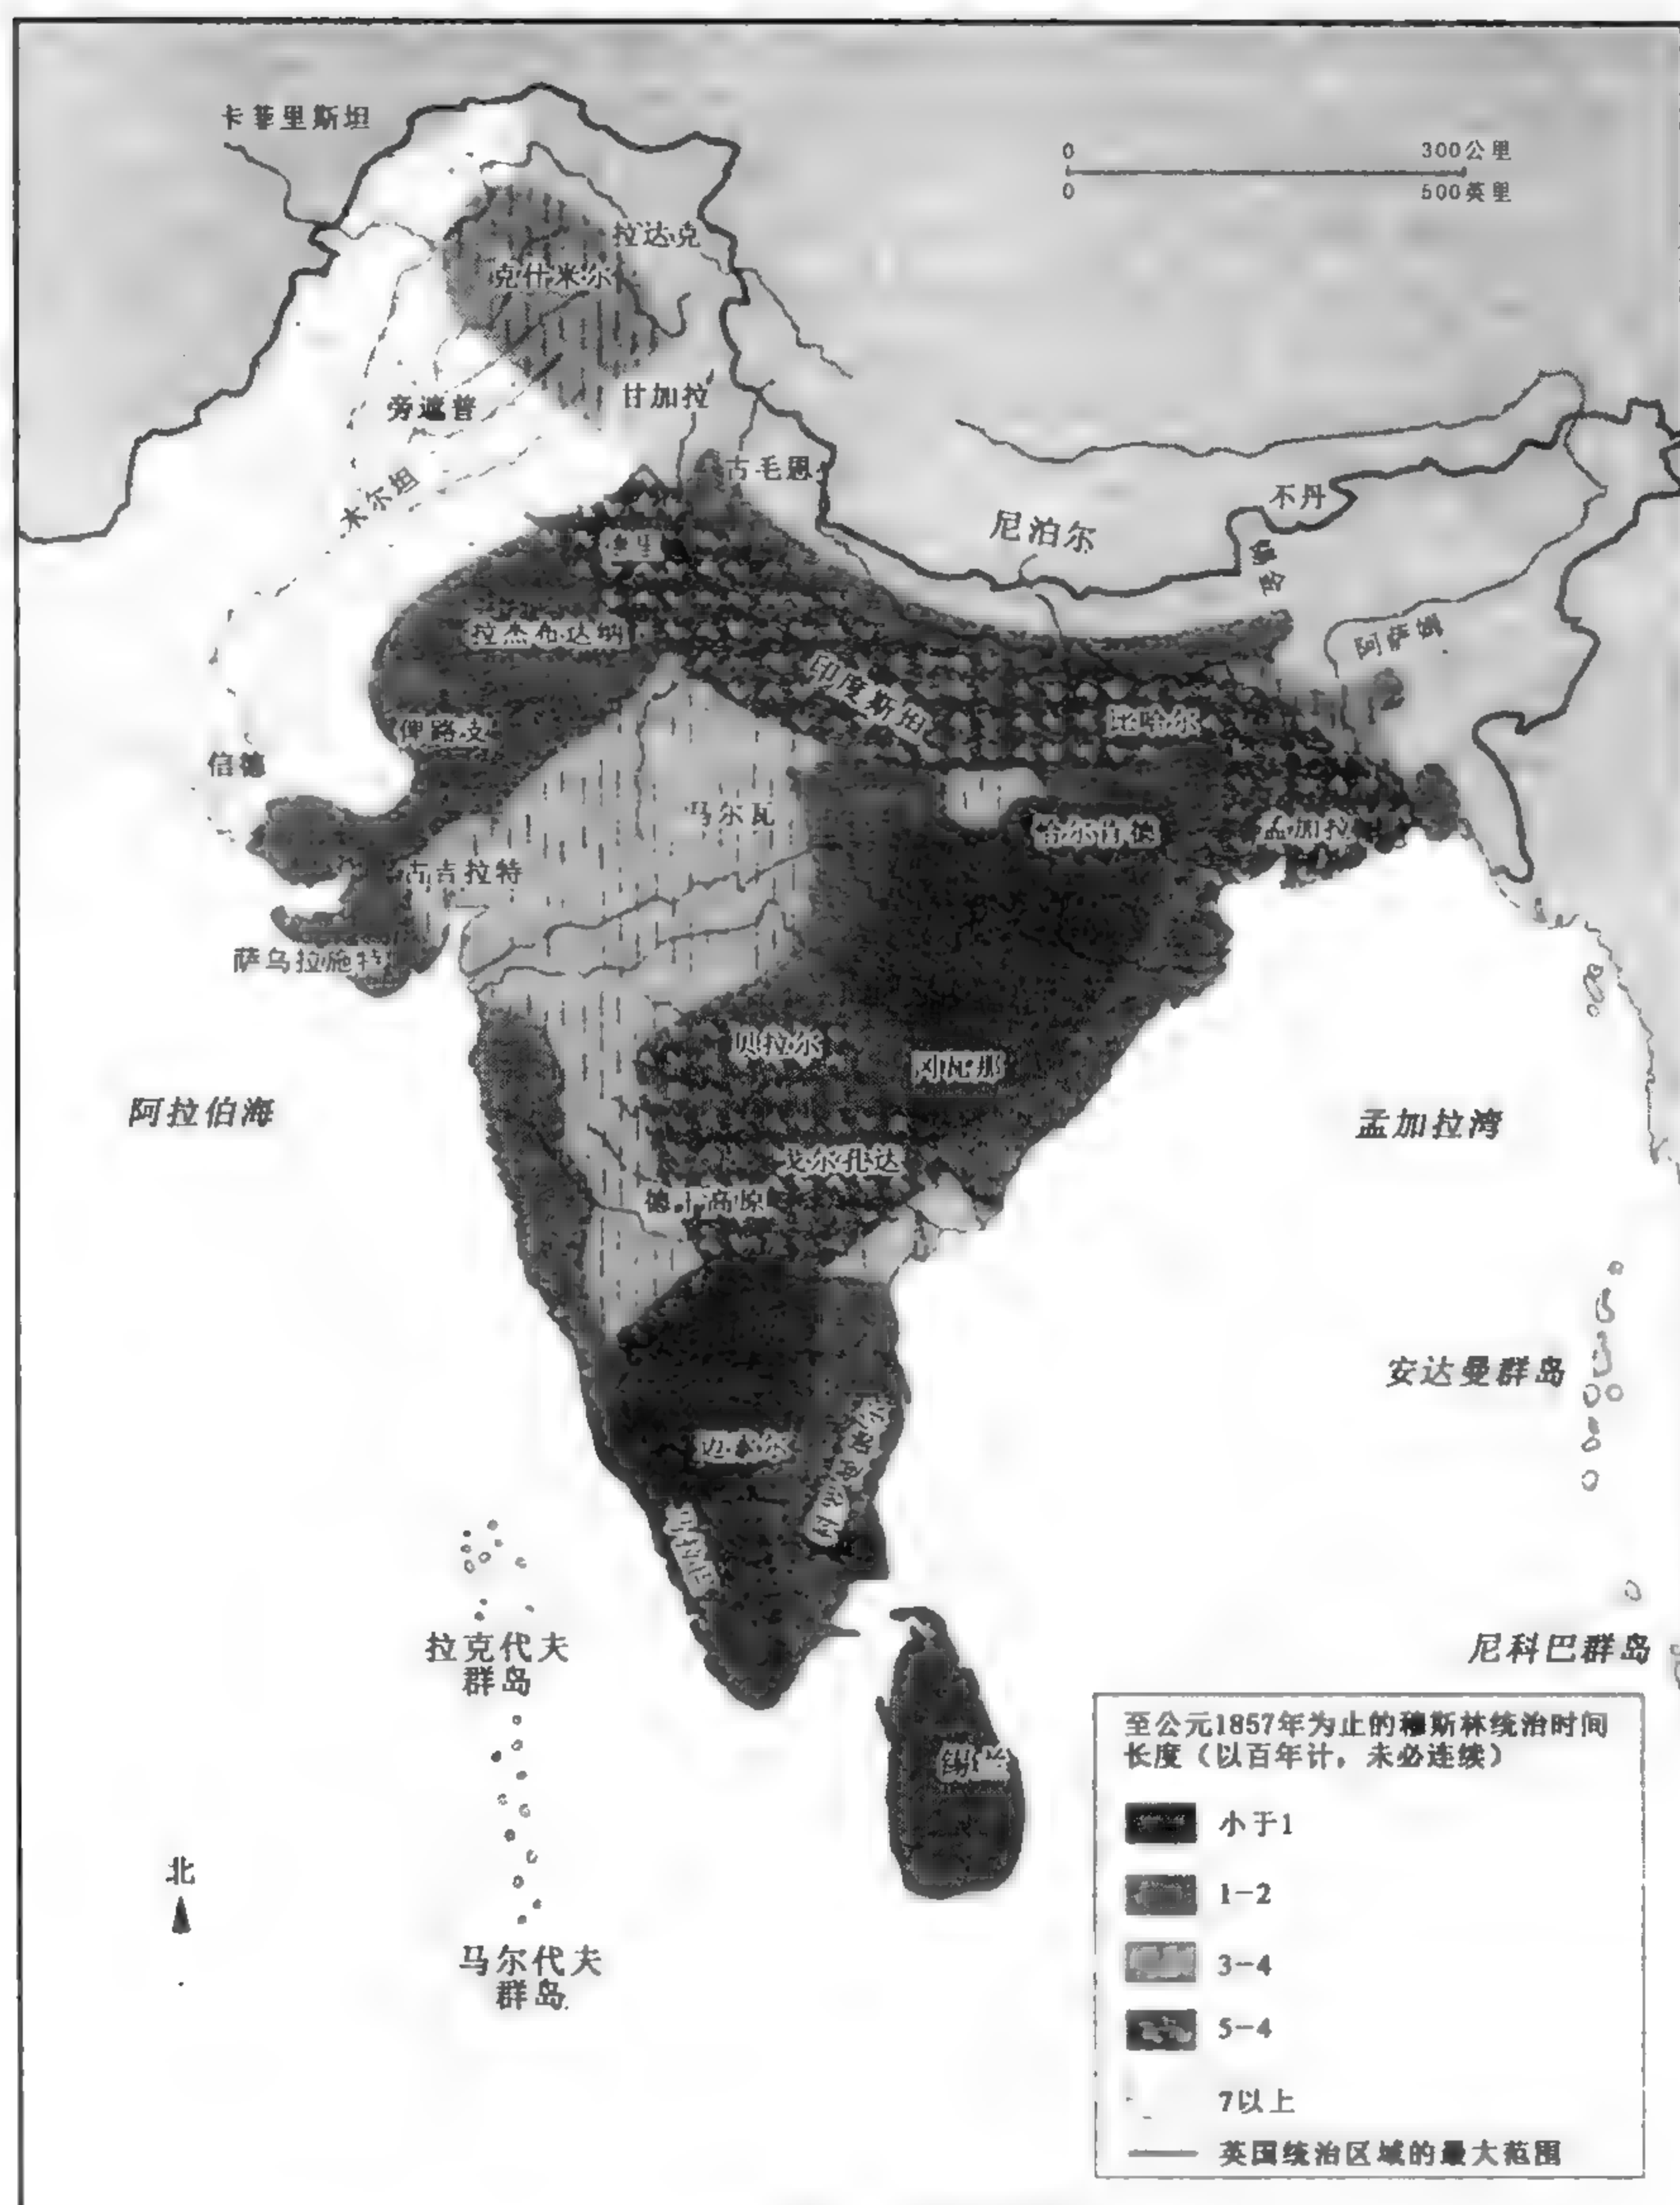 卡菲里斯坦
0 300公里
0 500英里
拉达克
克什米尔
甘加拉
旁遮普
古毛恩
木尔坦
不丹
尼泊尔
德里
拉杰布达纳
阿萨姆
印度斯坦
比哈尔
俾路支
信德
马尔瓦
孟加拉
古吉拉特
萨乌拉施特
贝拉尔
冈瓦那
阿拉伯海
孟加拉湾
戈尔孔达
德干高原
安达曼群岛
迈索尔
拉克代夫
群岛
尼科巴群岛
锡兰
北
马尔代夫
群岛
至公元1857年为止的穆斯林统治时间
长度（以百年计，未必连续）
小于1
1-2
3-4
5-4
7以上
英国统治区域的最大范围